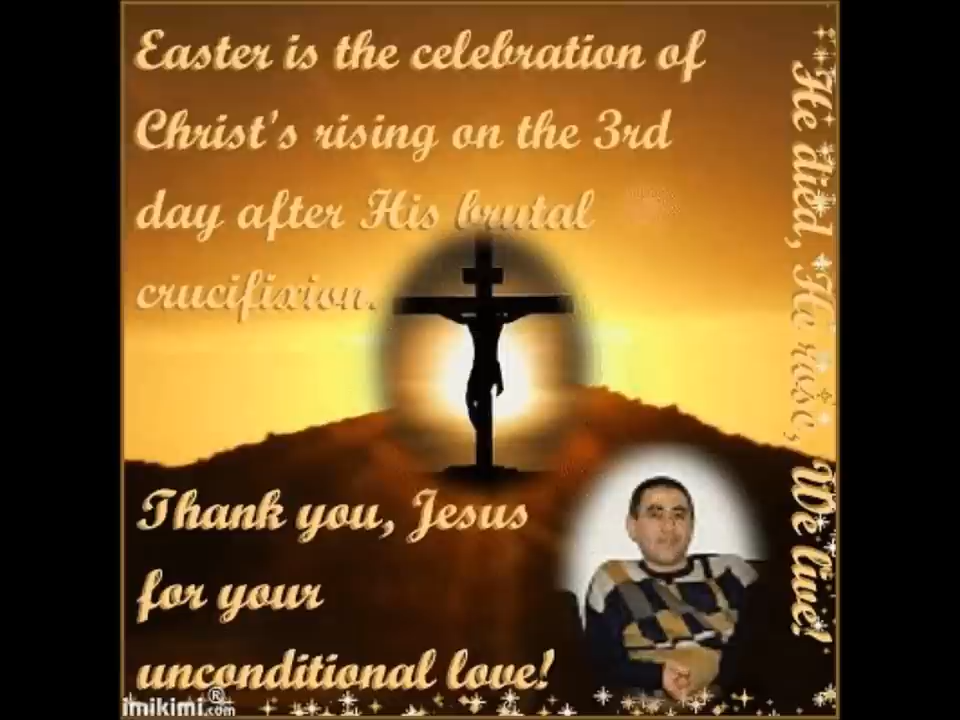 Easter is the celebration of
Christ's rising on the 3rd
day after His brutal
crucifixion.
He died, He rose, We live!
Thank you, Jesus
for your
unconditional love!
imikimi®.com